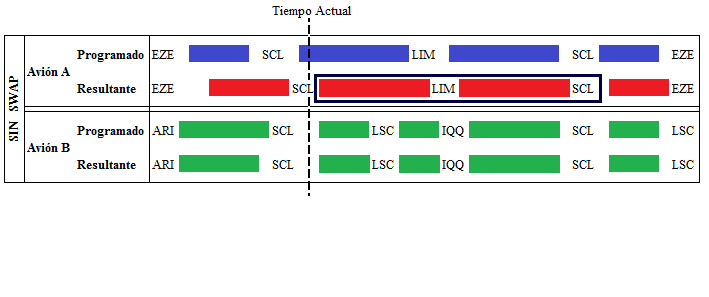 Tiempo Actual
SIN SWAP
Avión A
Programado EZE SCL LIM SCL EZE
Resultante EZE SCL LIM SCL EZE
Avión B
Programado ARI SCL LSC IQQ SCL LSC
Resultante ARI SCL LSC IQQ SCL LSC